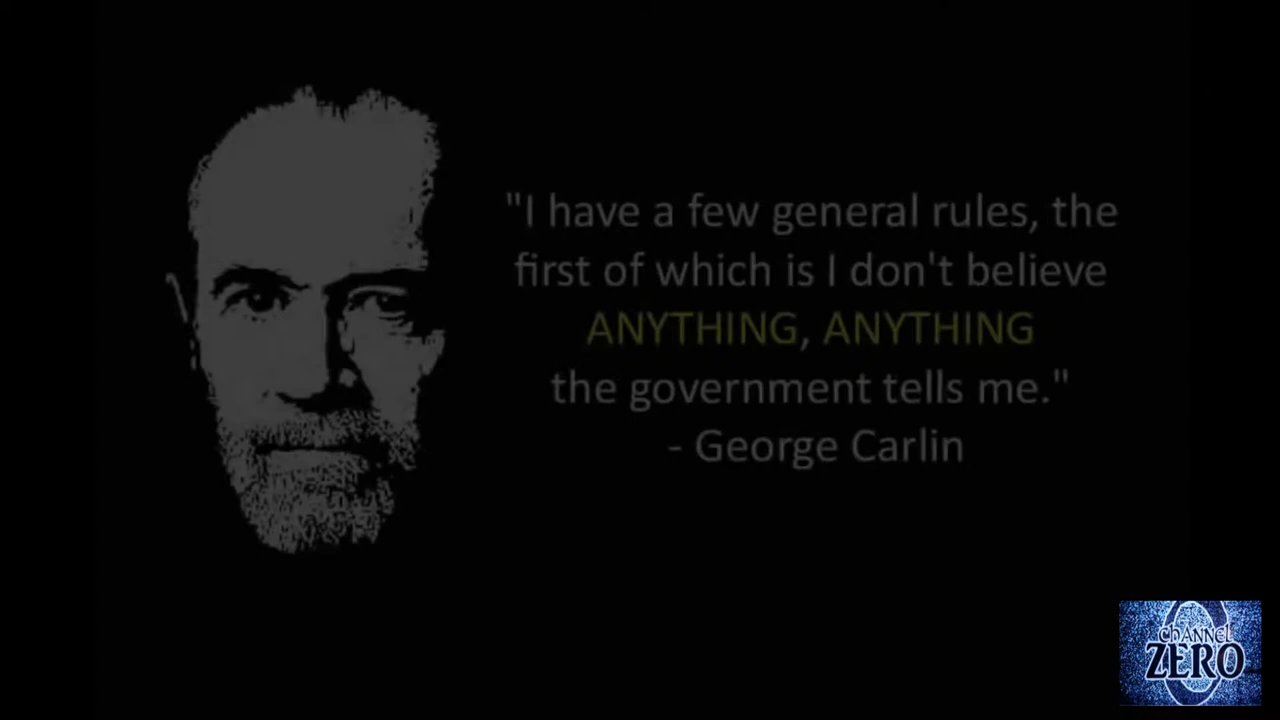 "I have a few general rules, the
first of which is I don't believe
ANYTHING, ANYTHING
the government tells me."
- George Carlin
CHANNEL
ZERO